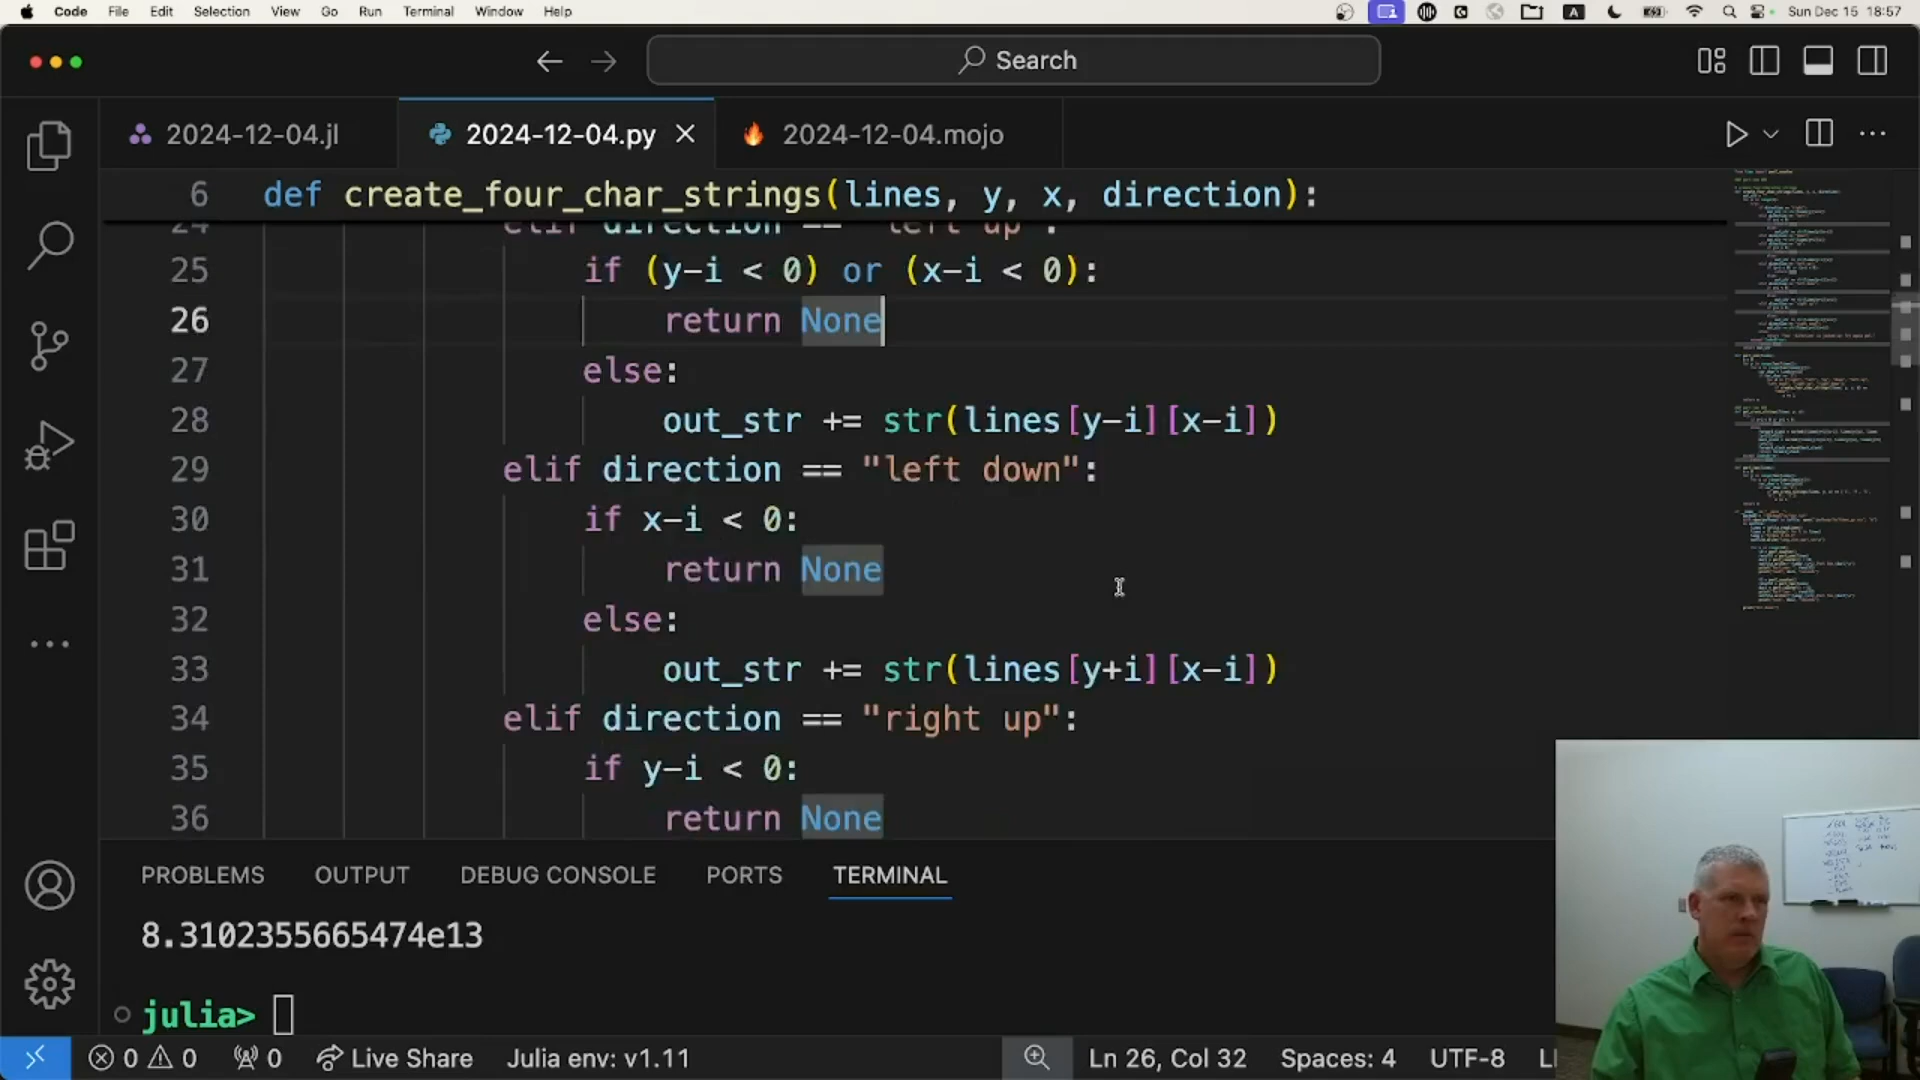 Code File Edit Selection View Go Run Terminal Window Help Sun Dec 15 18:57
Search
2024-12-04.jl 2024-12-04.py 2024-12-04.mojo
6 def create_four_char_strings(lines, y, x, direction):
24 elif direction == "left up":
25 if (y-i < 0) or (x-i < 0):
26 return None
27 else:
28 out_str += str(lines[y-i][x-i])
29 elif direction == "left down":
30 if x-i < 0:
31 return None
32 else:
33 out_str += str(lines[y+i][x-i])
34 elif direction == "right up":
35 if y-i < 0:
36 return None
PROBLEMS OUTPUT DEBUG CONSOLE PORTS TERMINAL
8.3102355665474e13
julia>
0 0 0 Live Share Julia env: v1.11 Ln 26, Col 32 Spaces: 4 UTF-8